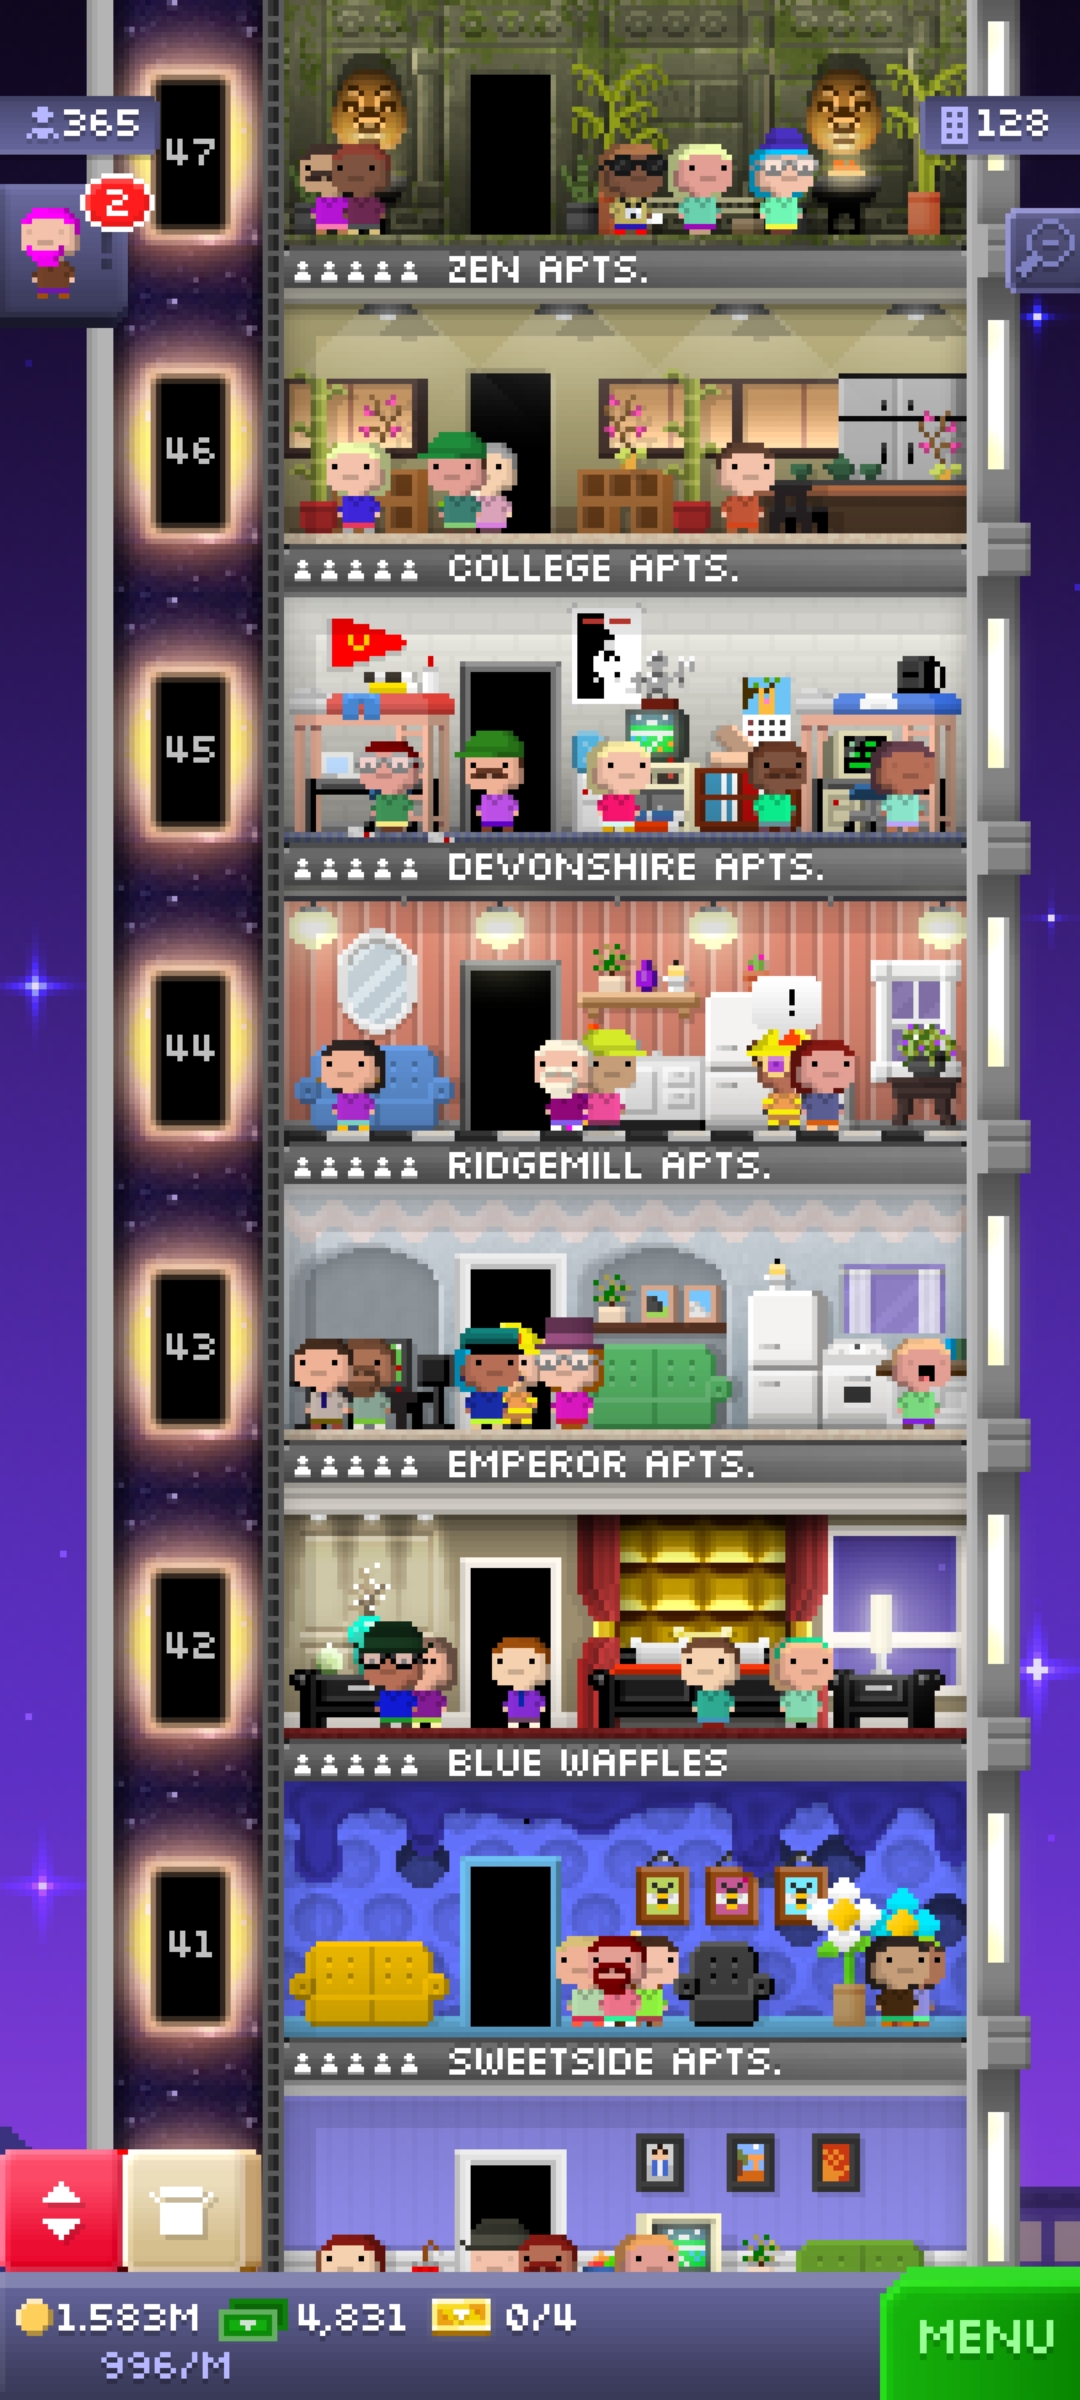 47
365
128
2
ZEN APTS.
46
COLLEGE APTS.
45
DEVONSHIRE APTS.
44
!
RIDGEMILL APTS.
43
EMPEROR APTS.
42
BLUE WAFFLES
41
SWEETSIDE APTS.
1.583M 4,831 0/4
996/M
MENU